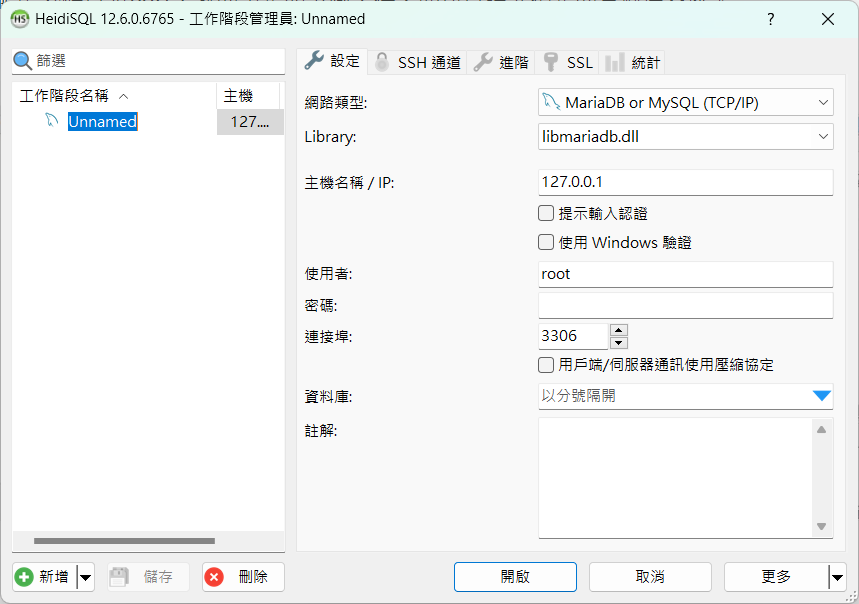 HeidiSQL 12.6.0.6765 - 工作階段管理員: Unnamed
篩選
工作階段名稱 主機
Unnamed 127....
設定 SSH 通道 進階 SSL 統計
網路類型: MariaDB or MySQL (TCP/IP)
Library: libmariadb.dll
主機名稱 / IP: 127.0.0.1
提示輸入認證
使用 Windows 驗證
使用者: root
密碼:
連接埠: 3306
用戶端/伺服器通訊使用壓縮協定
資料庫: 以分號隔開
註解:
新增 儲存 刪除 開啟 取消 更多